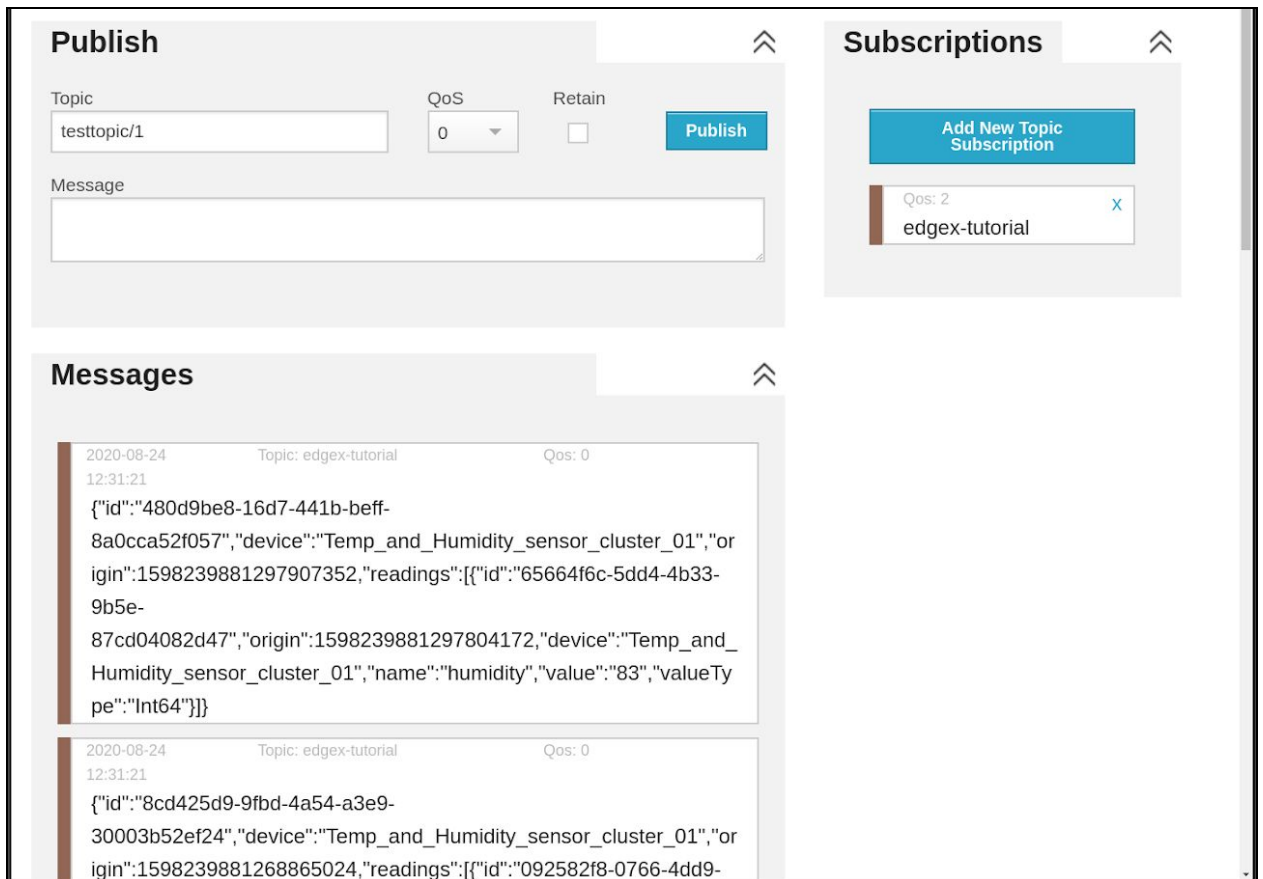 Publish
Topic
QoS
Retain
testtopic/1
0
Publish
Message
Subscriptions
Add New Topic
Subscription
Qos: 2
X
edgex-tutorial
Messages
2020-08-24 Topic: edgex-tutorial Qos: 0
12:31:21
{"id":"480d9be8-16d7-441b-beff-
8a0cca52f057","device":"Temp_and_Humidity_sensor_cluster_01","or
igin":1598239881297907352,"readings":[{"id":"65664f6c-5dd4-4b33-
9b5e-
87cd04082d47","origin":1598239881297804172,"device":"Temp_and_
Humidity_sensor_cluster_01","name":"humidity","value":"83","valueTy
pe":"Int64"}]}
2020-08-24 Topic: edgex-tutorial Qos: 0
12:31:21
{"id":"8cd425d9-9fbd-4a54-a3e9-
30003b52ef24","device":"Temp_and_Humidity_sensor_cluster_01","or
igin":1598239881268865024,"readings":[{"id":"092582f8-0766-4dd9-